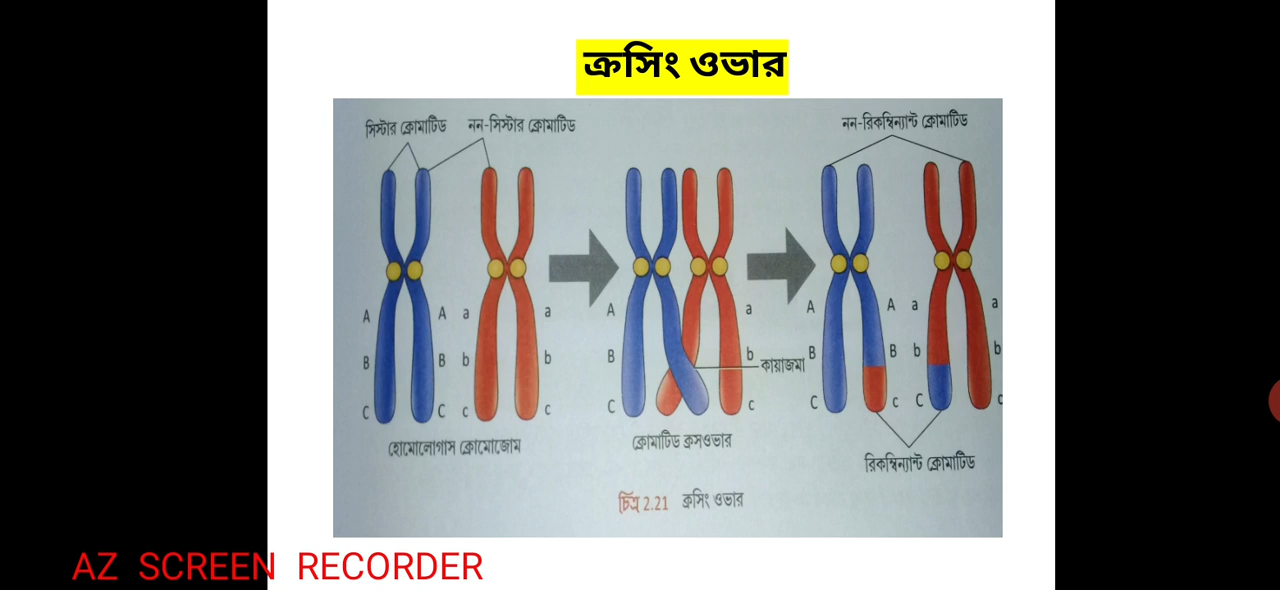 ক্রসিং ওভার
সিস্টার ক্রোমাটিড নন-সিস্টার ক্রোমাটিড
নন-রিকম্বিন্যান্ট ক্রোমাটিড
A A a a A a A A a a
B B b b B b B B b b
C C c c C c C c C c
কায়াজমা
হোমোলোগাস ক্রোমোজোম
ক্রোমাটিড ক্রসওভার
রিকম্বিন্যান্ট ক্রোমাটিড
চিত্র 2.21 ক্রসিং ওভার
AZ SCREEN RECORDER